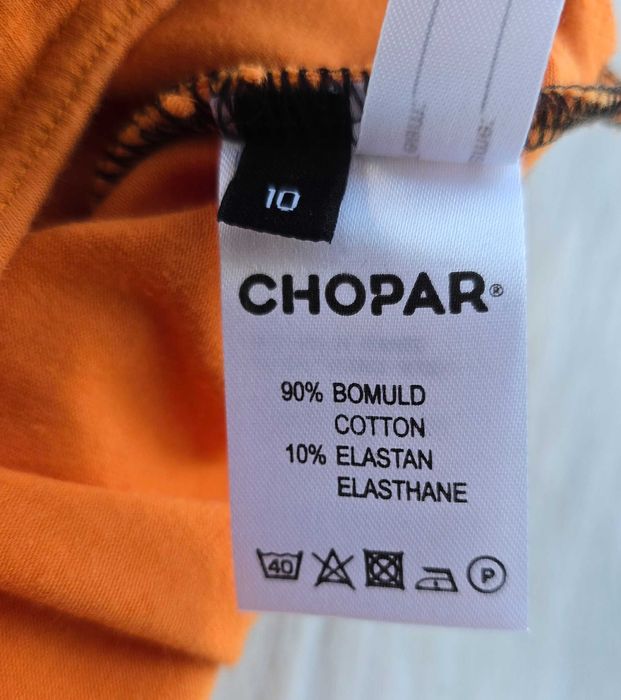 10
CHOPAR®
90% BOMULD
COTTON
10% ELASTAN
ELASTHANE
40
P